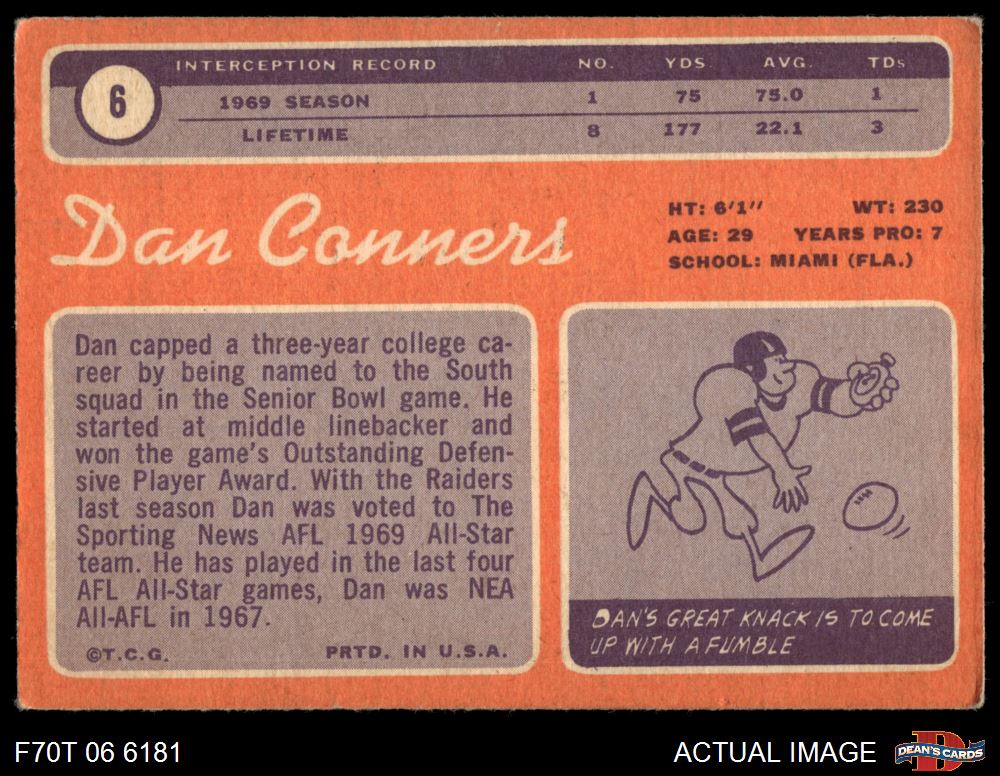 6
INTERCEPTION RECORD NO. YDS. AVG. TDs
1969 SEASON 1 75 75.0 1
LIFETIME 8 177 22.1 3
Dan Conners
HT: 6'1" WT: 230
AGE: 29 YEARS PRO: 7
SCHOOL: MIAMI (FLA.)
Dan capped a three-year college ca-
reer by being named to the South
squad in the Senior Bowl game. He
started at middle linebacker and
won the game's Outstanding Defen-
sive Player Award. With the Raiders
last season Dan was voted to The
Sporting News AFL 1969 All-Star
team. He has played in the last four
AFL All-Star games, Dan was NEA
All-AFL in 1967.
©T.C.G. PRTD. IN U.S.A.
DAN'S GREAT KNACK IS TO COME
UP WITH A FUMBLE
F70T 06 6181
ACTUAL IMAGE
DEAN'S CARDS